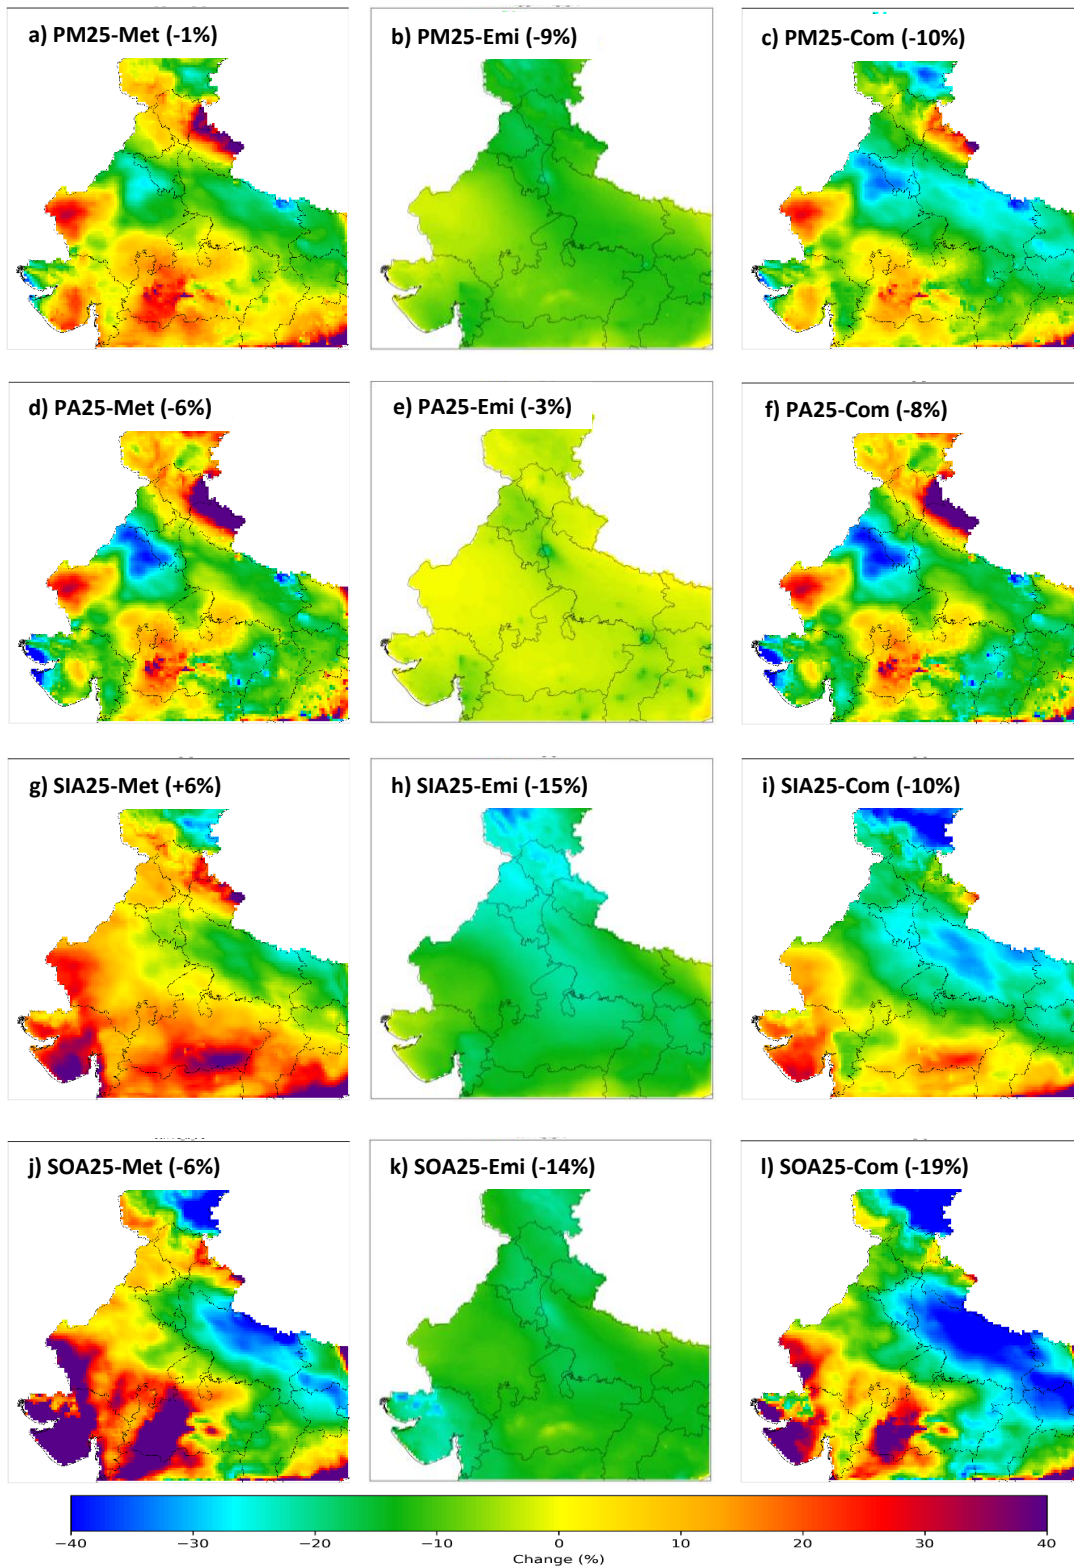 a) PM25-Met (-1%)
b) PM25-Emi (-9%)
c) PM25-Com (-10%)
d) PA25-Met (-6%)
e) PA25-Emi (-3%)
f) PA25-Com (-8%)
g) SIA25-Met (+6%)
h) SIA25-Emi (-15%)
i) SIA25-Com (-10%)
j) SOA25-Met (-6%)
k) SOA25-Emi (-14%)
l) SOA25-Com (-19%)
−40 −30 −20 −10 0 10 20 30 40
Change (%)